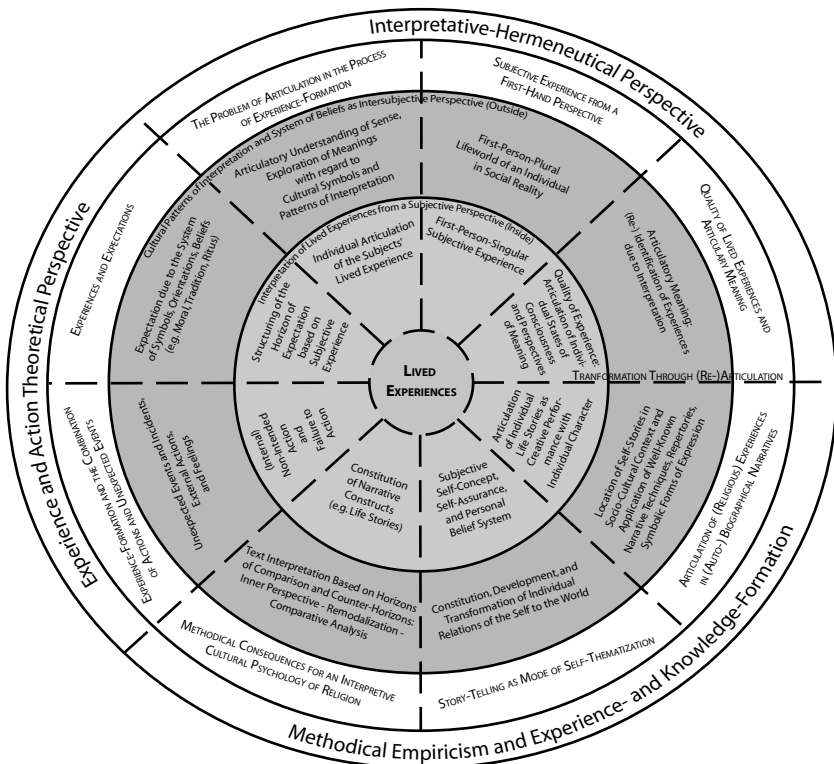 Interpretative-Hermeneutical Perspective
The Problem of Articulation in the Process
of Experience-Formation
Subjective Experience from a
First-Hand Perspective
Quality of Lived Experiences and
Articulary Meaning
Articulation of (Religious) Experiences
in (Auto-) Biographical Narratives
Story-Telling as Mode of Self-Thematization
Methodical Consequences for an Interpretive
Cultural Psychology of Religion
Experience-Formation and the Combination
of Actions and Unexpected Events
Experiences and Expectations
Experience and Action Theoretical Perspective
Methodical Empiricism and Experience- and Knowledge-Formation
Cultural Patterns of Interpretation and System of Beliefs as Intersubjective Perspective (Outside)
Articulatory Understanding of Sense,
Exploration of Meanings
with regard to
Cultural Symbols and
Patterns of Interpretation
First-Person-Plural
Lifeworld of an Individual
in Social Reality
Articulatory Meaning:
(Re-) Identification of Experiences
due to Interpretation
Tranformation Through (Re-)Articulation
Location of Self-Stories in
Socio-Cultural Context and
Application of Well-Known
Narrative Techniques, Repertories,
Symbolic Forms of Expression
Constitution, Development, and
Transformation of Individual
Relations of the Self to the World
Text Interpretation Based on Horizons
of Comparison and Counter-Horizons:
Inner Perspective - Remodalization -
Comparative Analysis
Unexpected Events and Incidents,
External Actions,
and Feelings
Expectation due to the System
of Symbols, Orientations, Beliefs
(e.g. Moral, Tradition, Ritus)
Interpretation of Lived Experiences from a Subjective Perspective (Inside)
Individual Articulation
of the Subjects'
Lived Experience
First-Person-Singular
Subjective Experience
Quality of Experience:
Articulation of Indivi-
dual States of
Consciousness
and Perspectives
of Meaning
Articulation
of Individual
Life Stories as
Creative Perfor-
mance with
Individual Character
Subjective
Self-Concept,
Self-Assurance,
and Personal
Belief System
Constitution
of Narrative
Constructs
(e.g. Life Stories)
(Internal)
Non-Intended
Action
and
Failure to
Action
Structuring of the
Horizon of
Expectation
based on
Subjective
Experience
Lived
Experiences